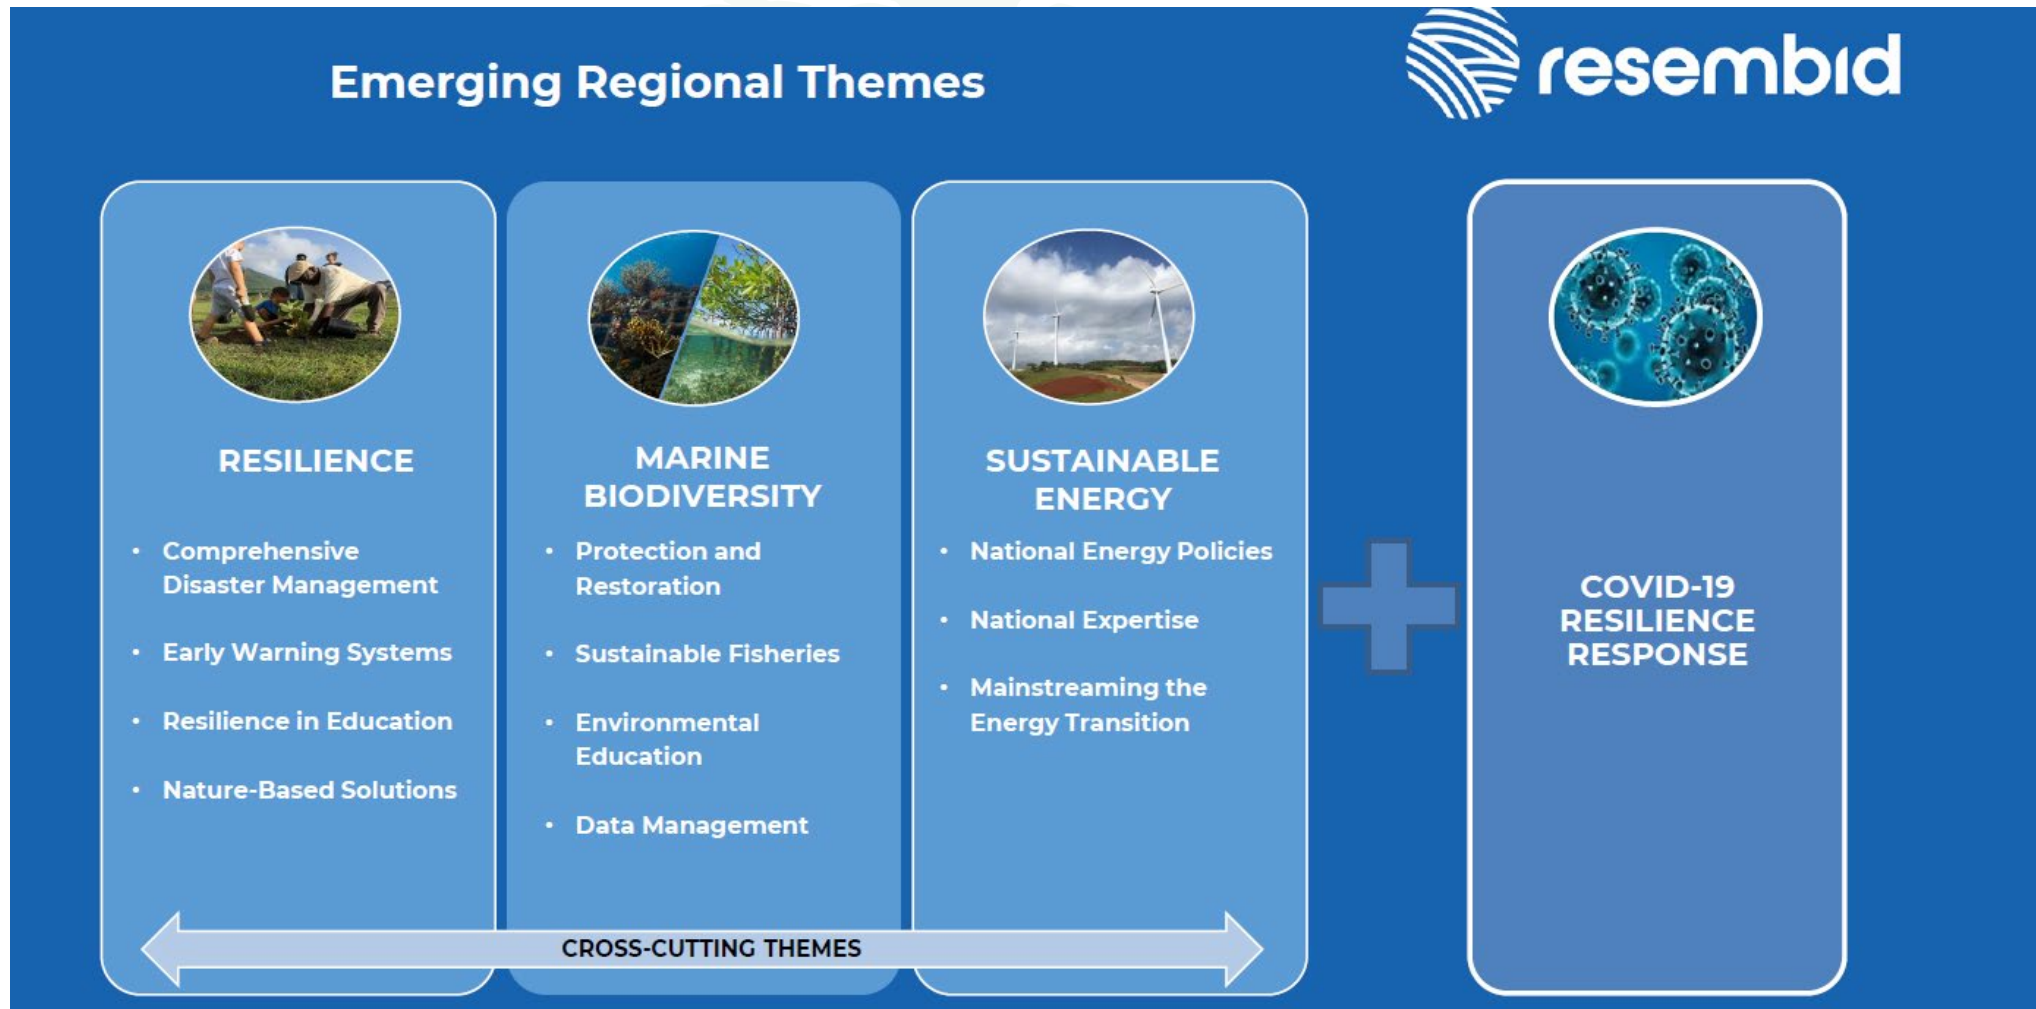 Emerging Regional Themes
resembid
RESILIENCE
• Comprehensive
Disaster Management
• Early Warning Systems
• Resilience in Education
• Nature-Based Solutions
MARINE
BIODIVERSITY
• Protection and
Restoration
• Sustainable Fisheries
• Environmental
Education
• Data Management
SUSTAINABLE
ENERGY
• National Energy Policies
• National Expertise
• Mainstreaming the
Energy Transition
CROSS-CUTTING THEMES
COVID-19
RESILIENCE
RESPONSE